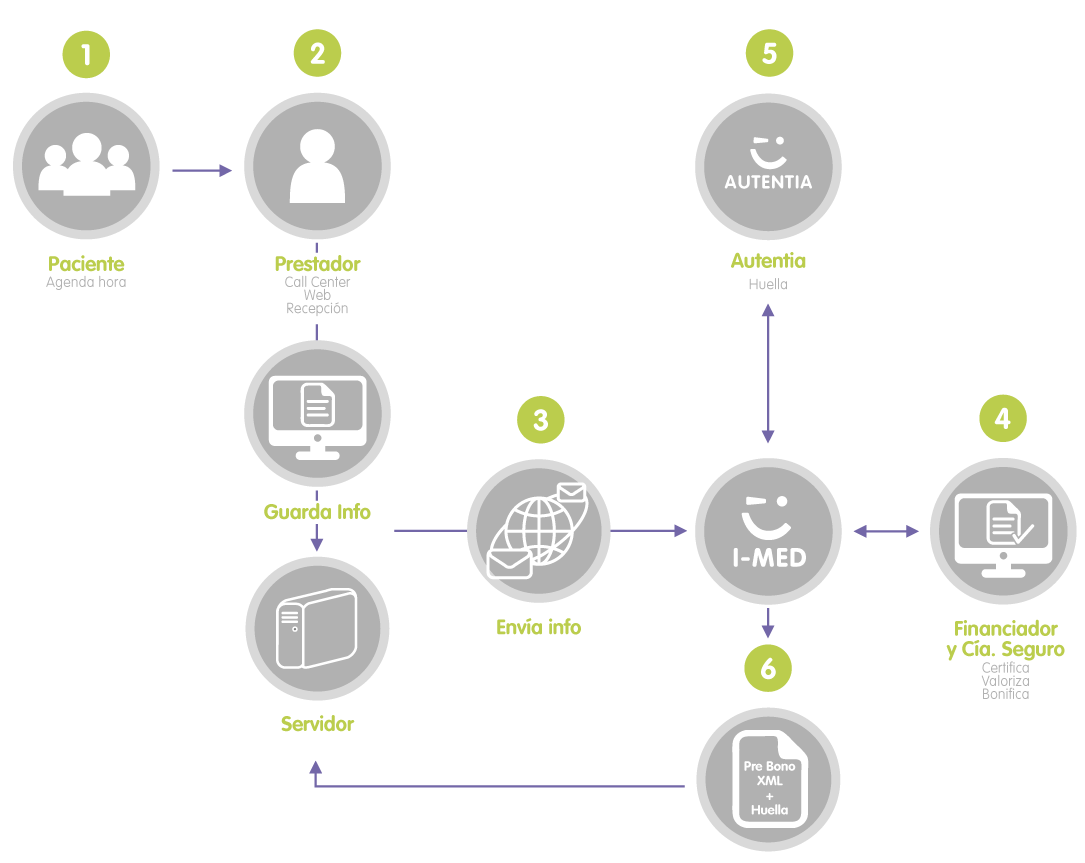 1
Paciente
Agenda hora
2
Prestador
Call Center
Web
Recepción
Guarda Info
Servidor
3
Envía info
I-MED
4
Financiador
y Cía. Seguro
Certifica
Valoriza
Bonifica
5
AUTENTIA
Autentia
Huella
6
Pre Bono
XML
+
Huella